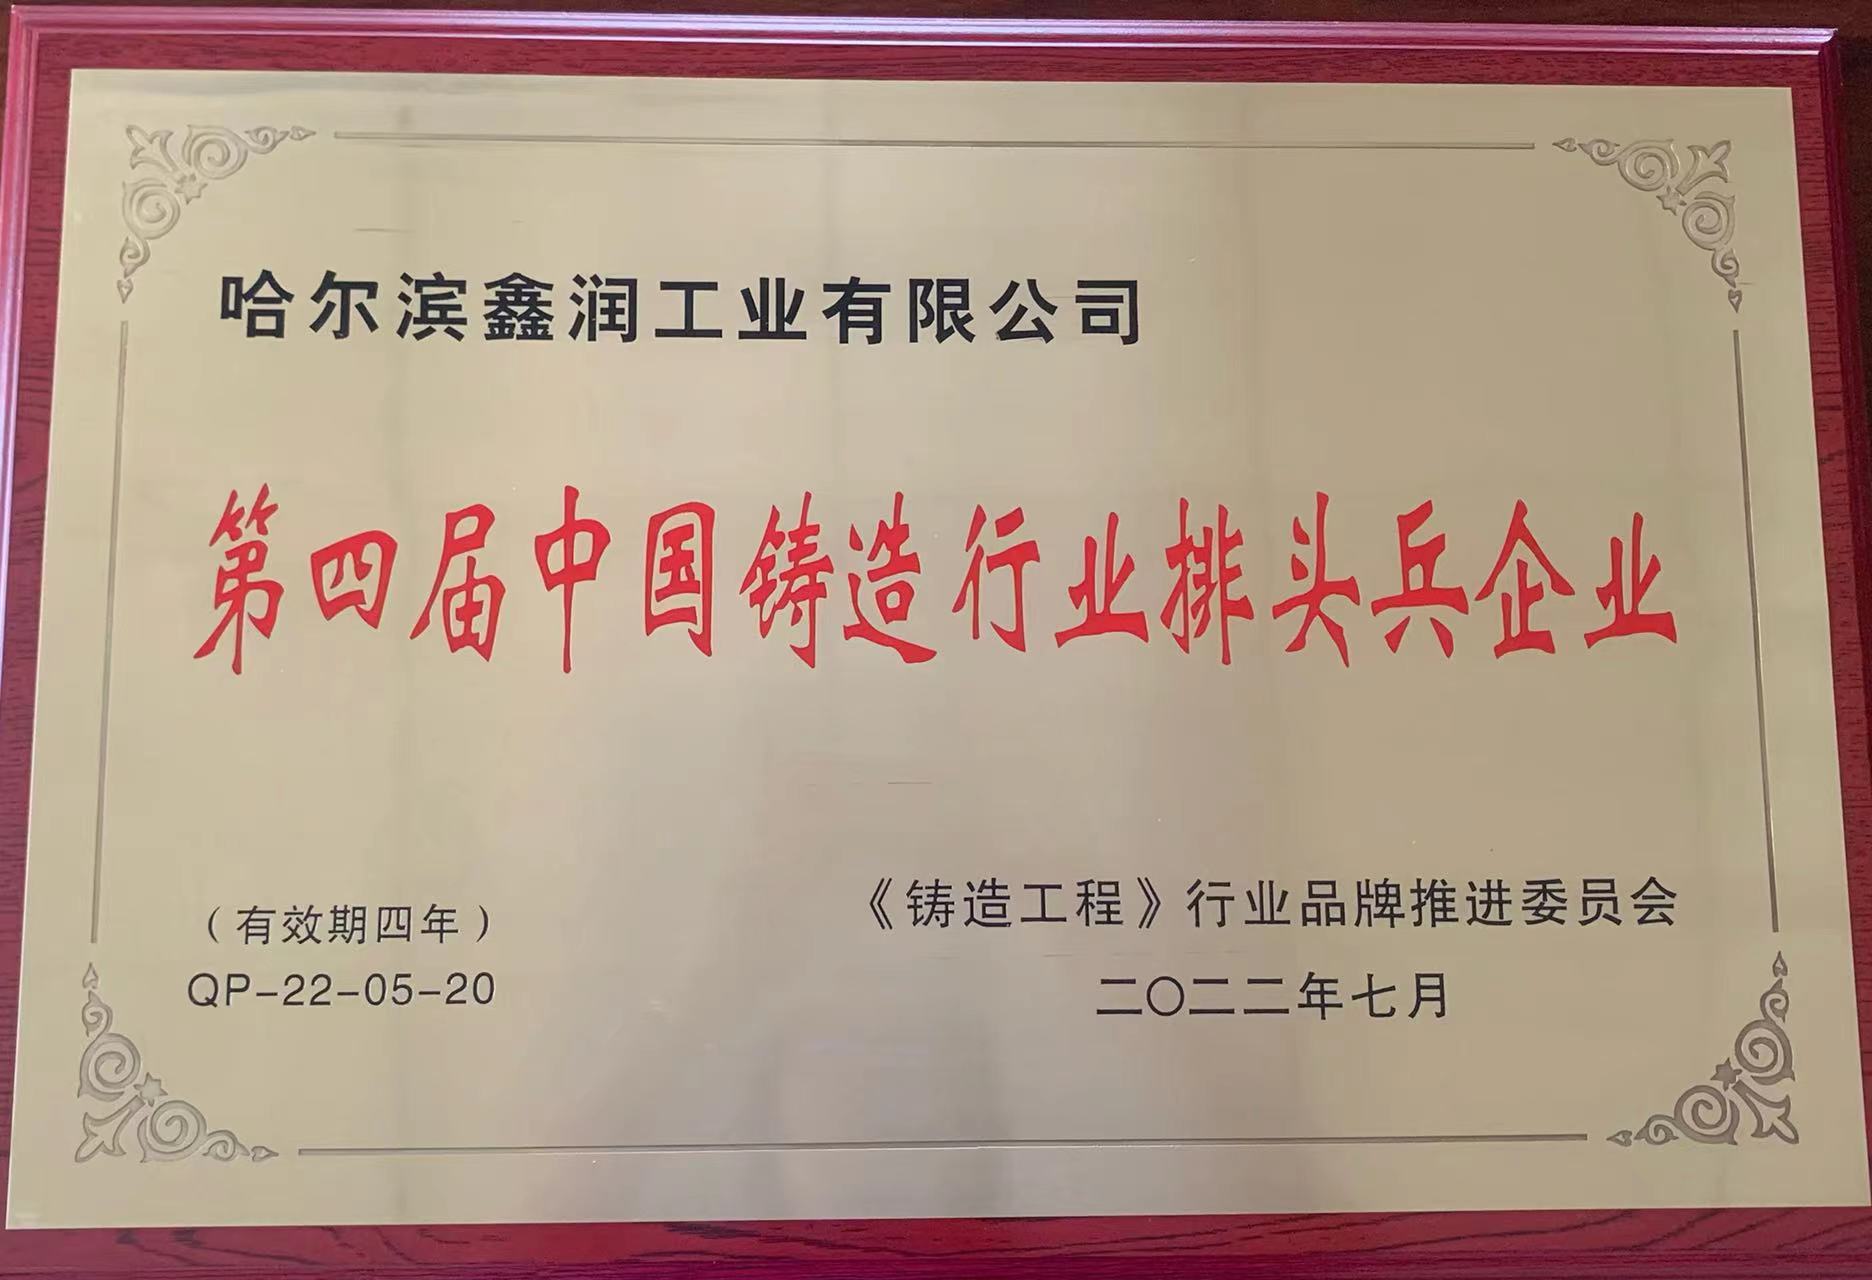 哈尔滨鑫润工业有限公司
第四届中国铸造行业排头兵企业
（有效期四年）
QP-22-05-20
《铸造工程》行业品牌推进委员会
二〇二二年七月